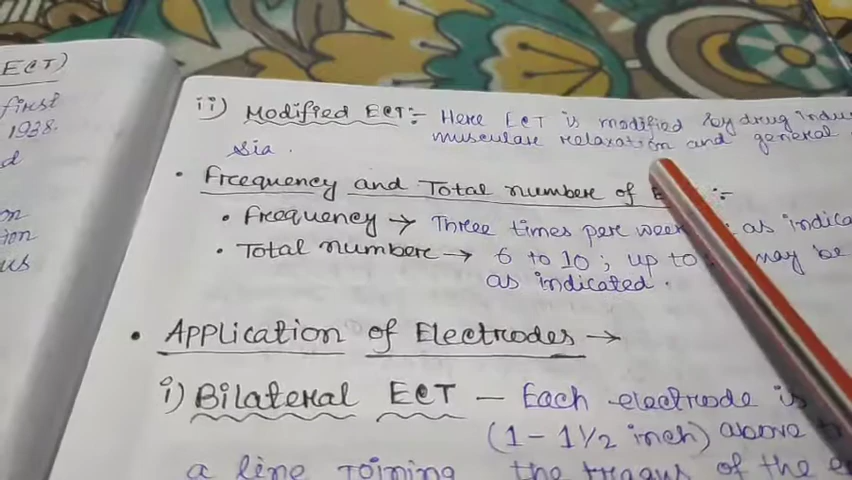 ECT)
first
1938.
d
on
tion
us
ii) Modified ECT:- Here ECT is modified by drug
muscular relaxation and general
sia.
• Frequency and Total number of :-
• Frequency → Three times per week as
• Total number → 6 to 10; up to may be
as indicated.
• Application of Electrodes →
i) Bilateral ECT - Each electrode is
(1 - 1 1/2 inch) above
a line joining the tragus of the